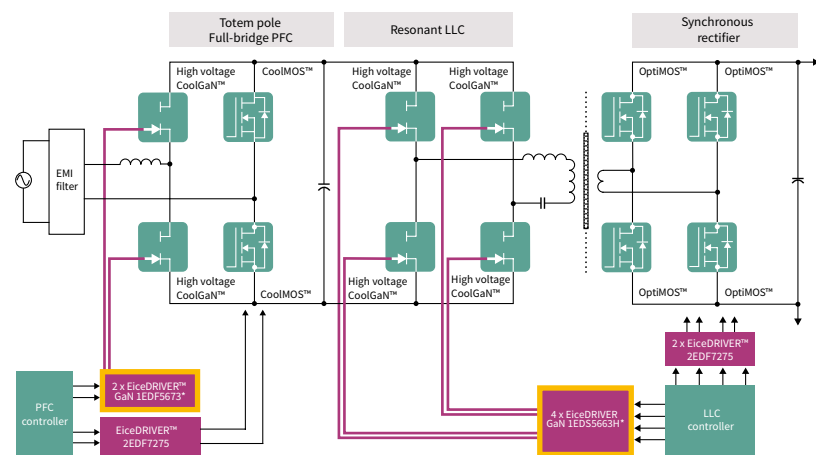 Totem pole
Full-bridge PFC
Resonant LLC
Synchronous
rectifier
High voltage
CoolGaN™
CoolMOS™
High voltage
CoolGaN™
High voltage
CoolGaN™
OptiMOS™
OptiMOS™
EMI
filter
High voltage
CoolGaN™
CoolMOS™
High voltage
CoolGaN™
High voltage
CoolGaN™
OptiMOS™
OptiMOS™
2 x EiceDRIVER™
2EDF7275
PFC
controller
2 x EiceDRIVER™
GaN 1EDF5673*
EiceDRIVER™
2EDF7275
4 x EiceDRIVER
GaN 1EDS5663H*
LLC
controller